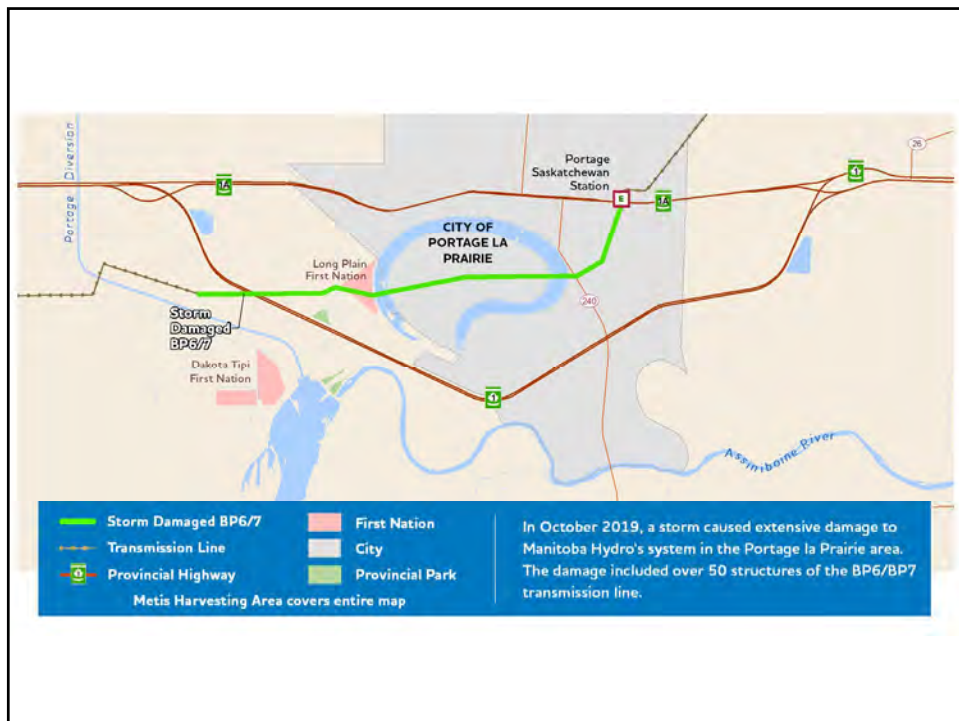 Portage Diversion
26
Portage
Saskatchewan
Station
1
1A
E
1A
CITY OF
PORTAGE LA
PRAIRIE
Long Plain
First Nation
240
Storm
Damaged
BP6/7
Dakota Tipi
First Nation
1
Assiniboine River
Storm Damaged BP6/7
Transmission Line
1
Provincial Highway
Metis Harvesting Area covers entire map
First Nation
City
Provincial Park
In October 2019, a storm caused extensive damage to
Manitoba Hydro's system in the Portage la Prairie area.
The damage included over 50 structures of the BP6/BP7
transmission line.